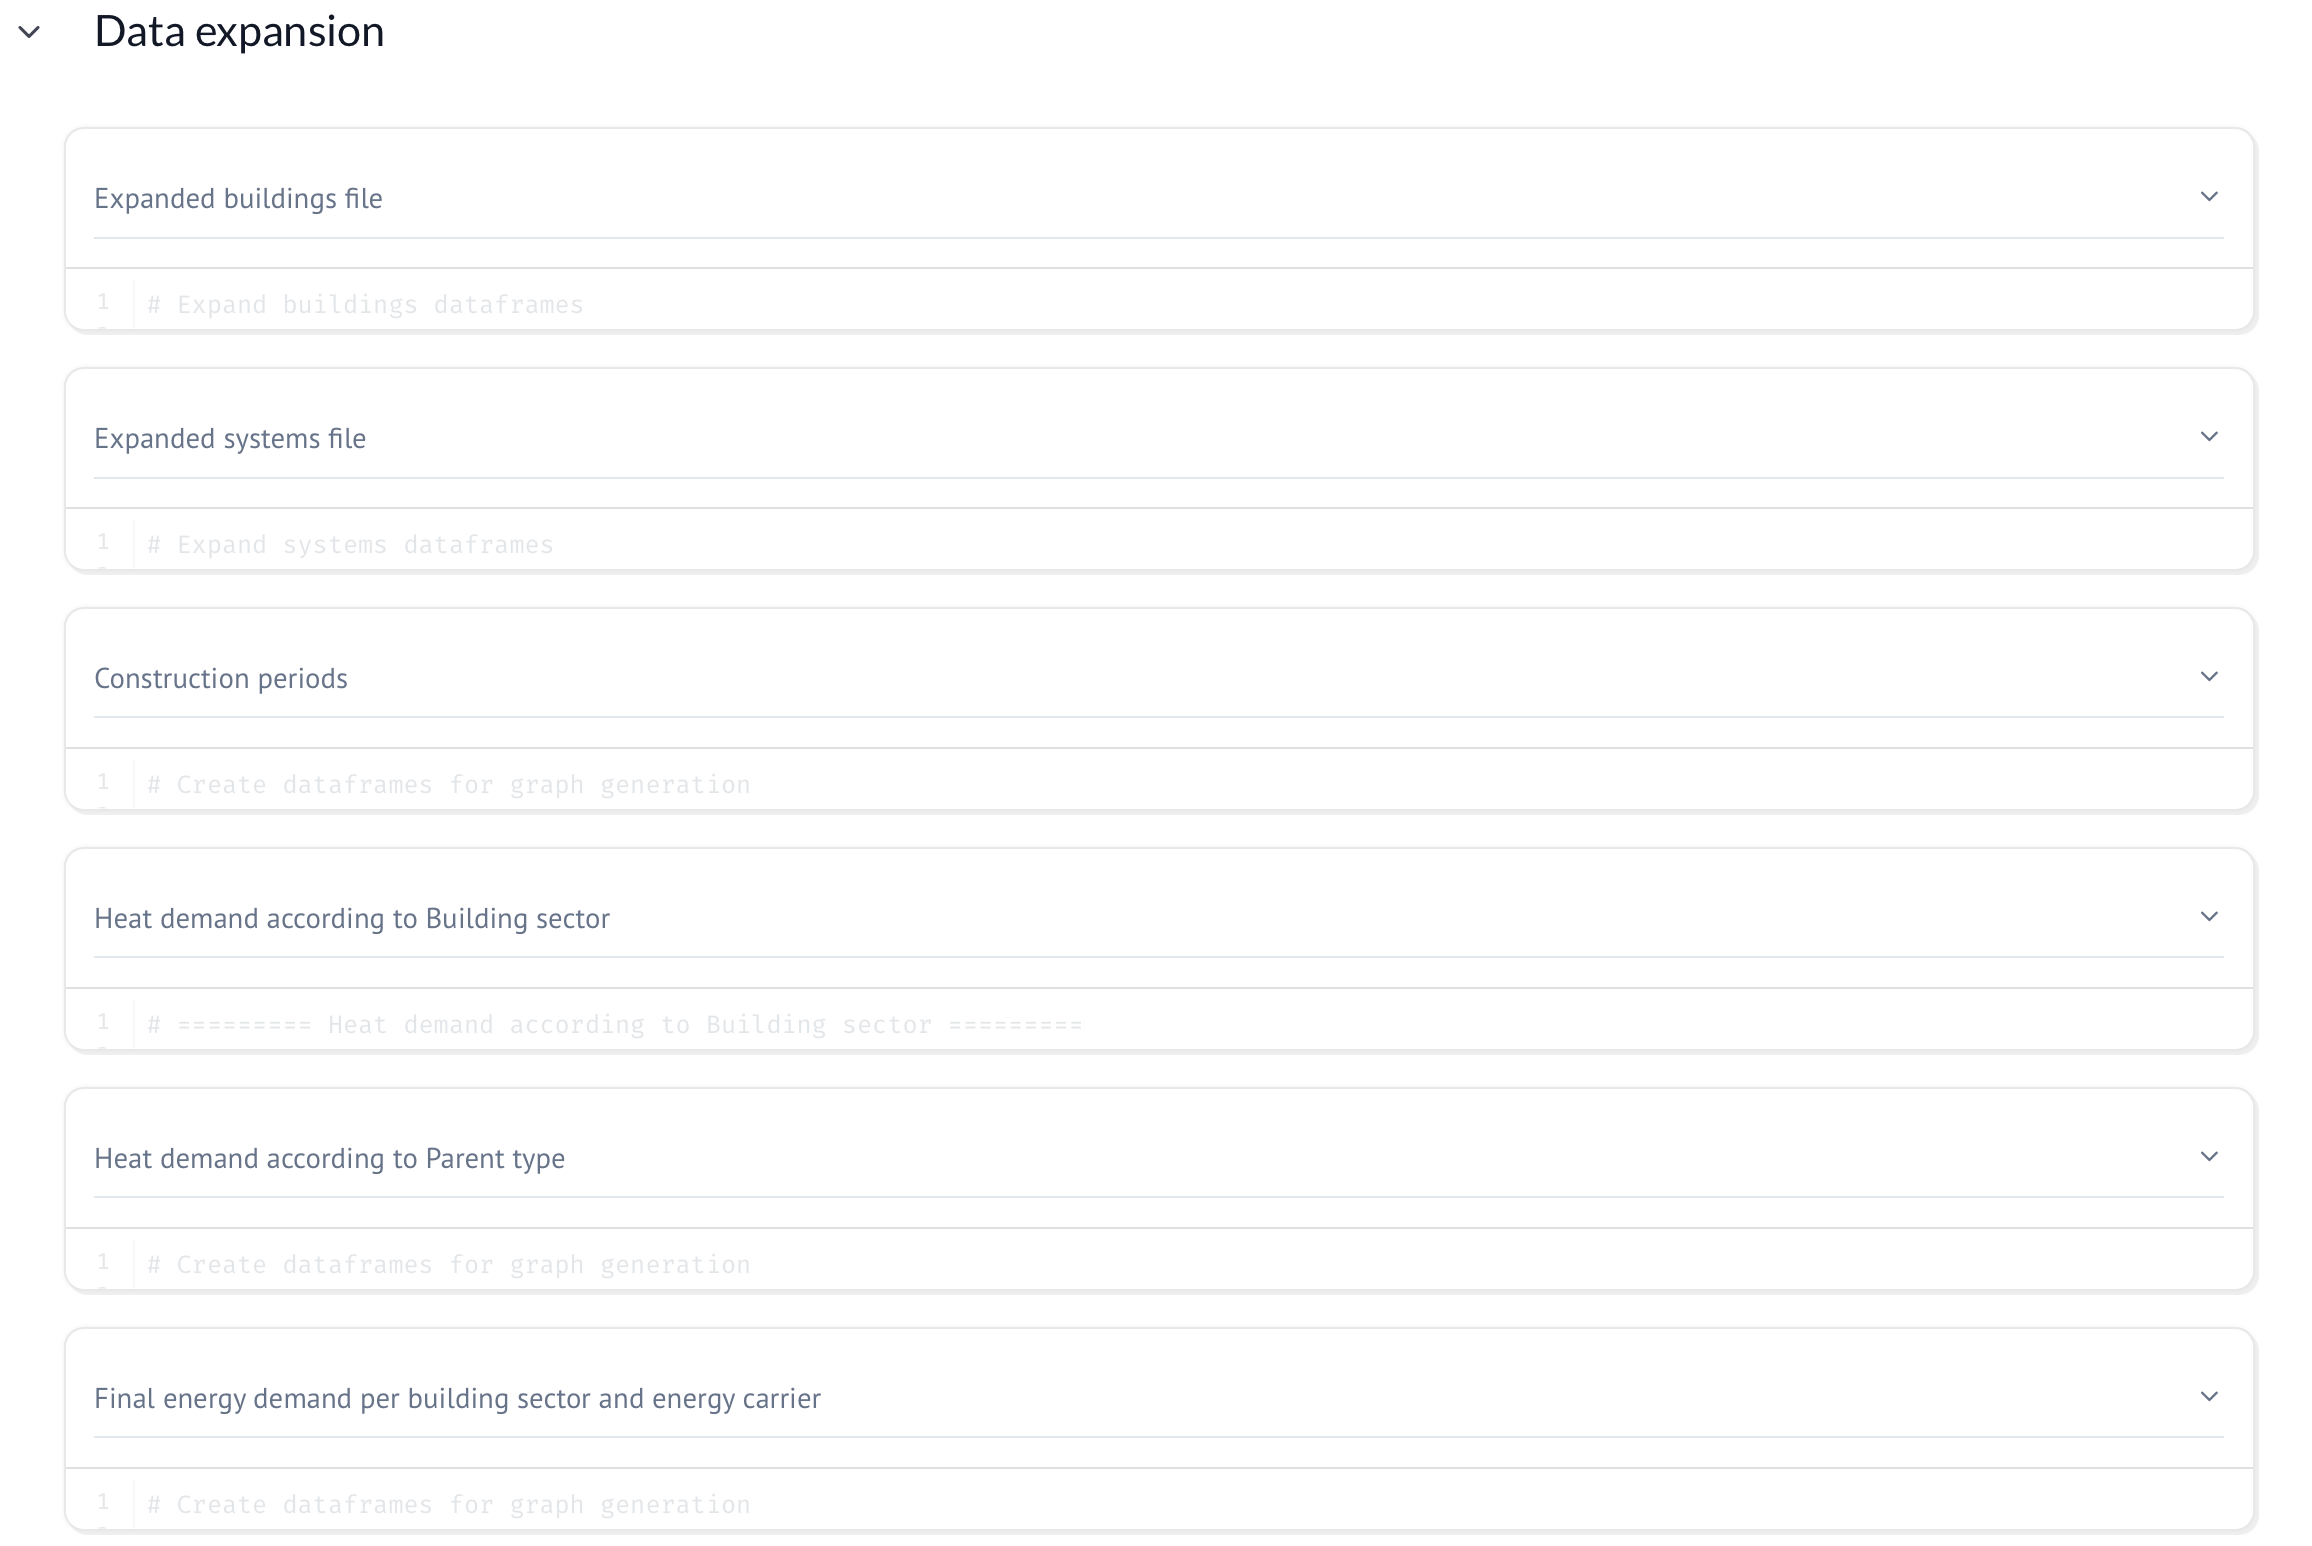 Data expansion
Expanded buildings file
1 # Expand buildings dataframes
Expanded systems file
1 # Expand systems dataframes
Construction periods
1 # Create dataframes for graph generation
Heat demand according to Building sector
1 # ========= Heat demand according to Building sector =========
Heat demand according to Parent type
1 # Create dataframes for graph generation
Final energy demand per building sector and energy carrier
1 # Create dataframes for graph generation